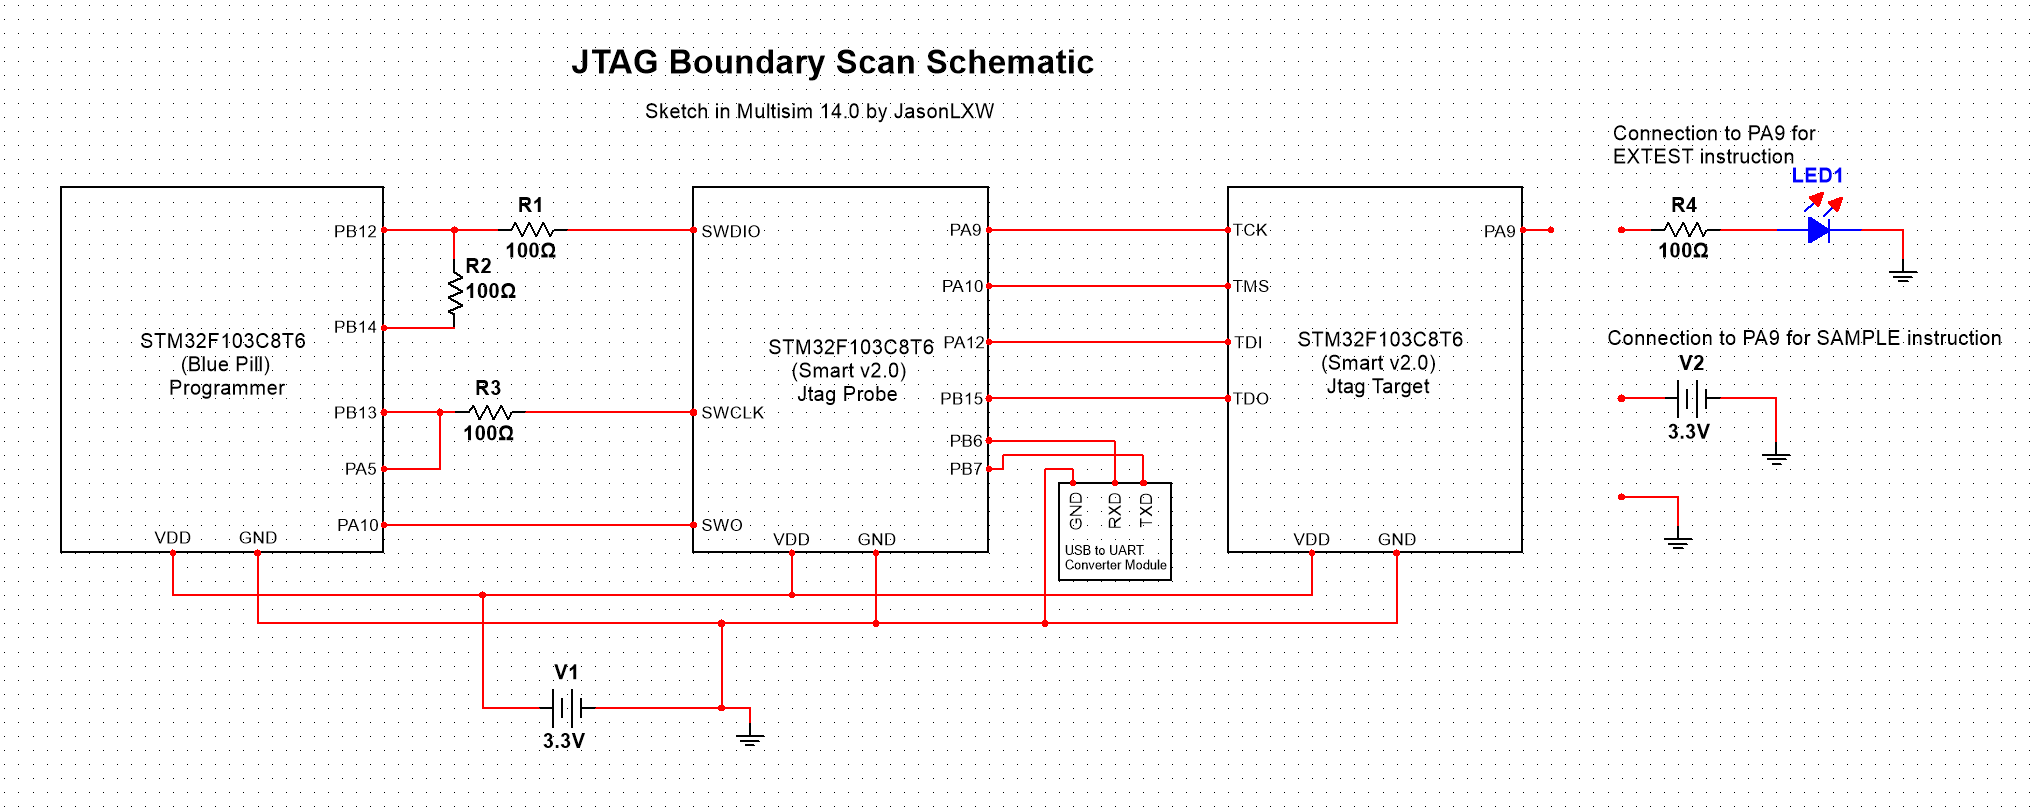 JTAG Boundary Scan Schematic
Sketch in Multisim 14.0 by JasonLXW
PB12
PB14
PB13
PA5
PA10
STM32F103C8T6
(Blue Pill)
Programmer
VDD
GND
R1
100Ω
R2
100Ω
R3
100Ω
SWDIO
SWCLK
SWO
STM32F103C8T6
(Smart v2.0)
Jtag Probe
VDD
GND
PA9
PA10
PA12
PB15
PB6
PB7
GND
RXD
TXD
USB to UART
Converter Module
TCK
TMS
TDI
TDO
STM32F103C8T6
(Smart v2.0)
Jtag Target
PA9
VDD
GND
Connection to PA9 for
EXTEST instruction
LED1
R4
100Ω
Connection to PA9 for SAMPLE instruction
V2
3.3V
V1
3.3V